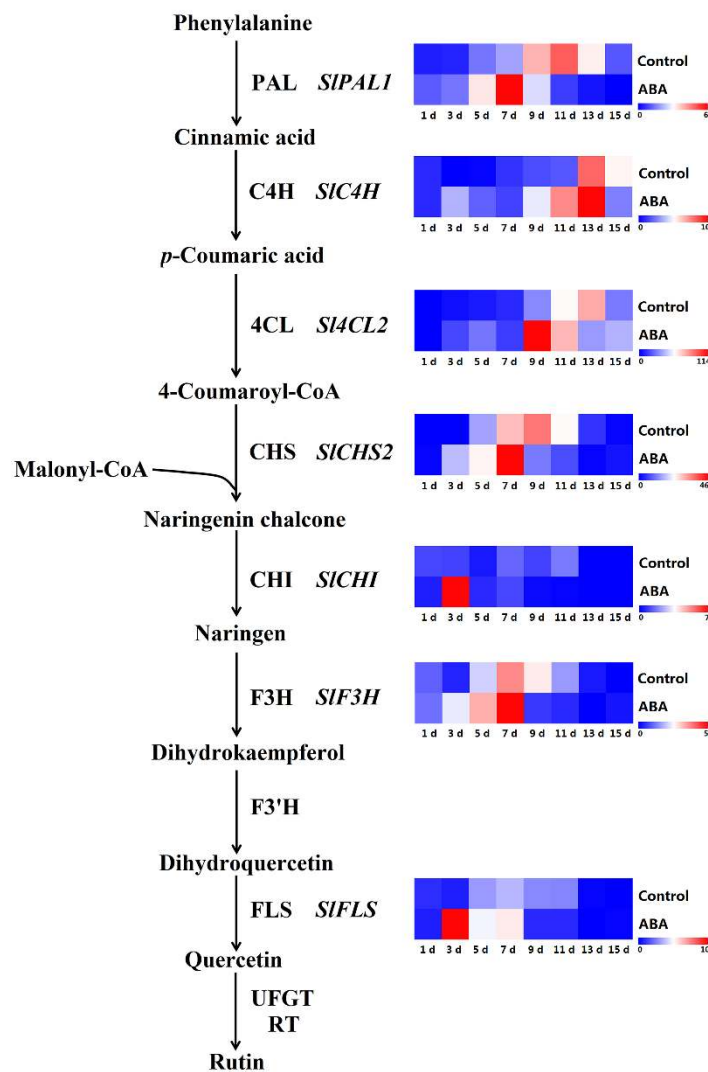 Phenylalanine
PAL SlPAL1
Control
ABA
1 d 3 d 5 d 7 d 9 d 11 d 13 d 15 d
0 6
Cinnamic acid
C4H SlC4H
Control
ABA
1 d 3 d 5 d 7 d 9 d 11 d 13 d 15 d
0 10
p-Coumaric acid
4CL Sl4CL2
Control
ABA
1 d 3 d 5 d 7 d 9 d 11 d 13 d 15 d
0 114
4-Coumaroyl-CoA
CHS SlCHS2
Control
ABA
1 d 3 d 5 d 7 d 9 d 11 d 13 d 15 d
0 46
Malonyl-CoA
Naringenin chalcone
CHI SlCHI
Control
ABA
1 d 3 d 5 d 7 d 9 d 11 d 13 d 15 d
0 7
Naringen
F3H SlF3H
Control
ABA
1 d 3 d 5 d 7 d 9 d 11 d 13 d 15 d
0 5
Dihydrokaempferol
F3'H
Dihydroquercetin
FLS SlFLS
Control
ABA
1 d 3 d 5 d 7 d 9 d 11 d 13 d 15 d
0 10
Quercetin
UFGT
RT
Rutin